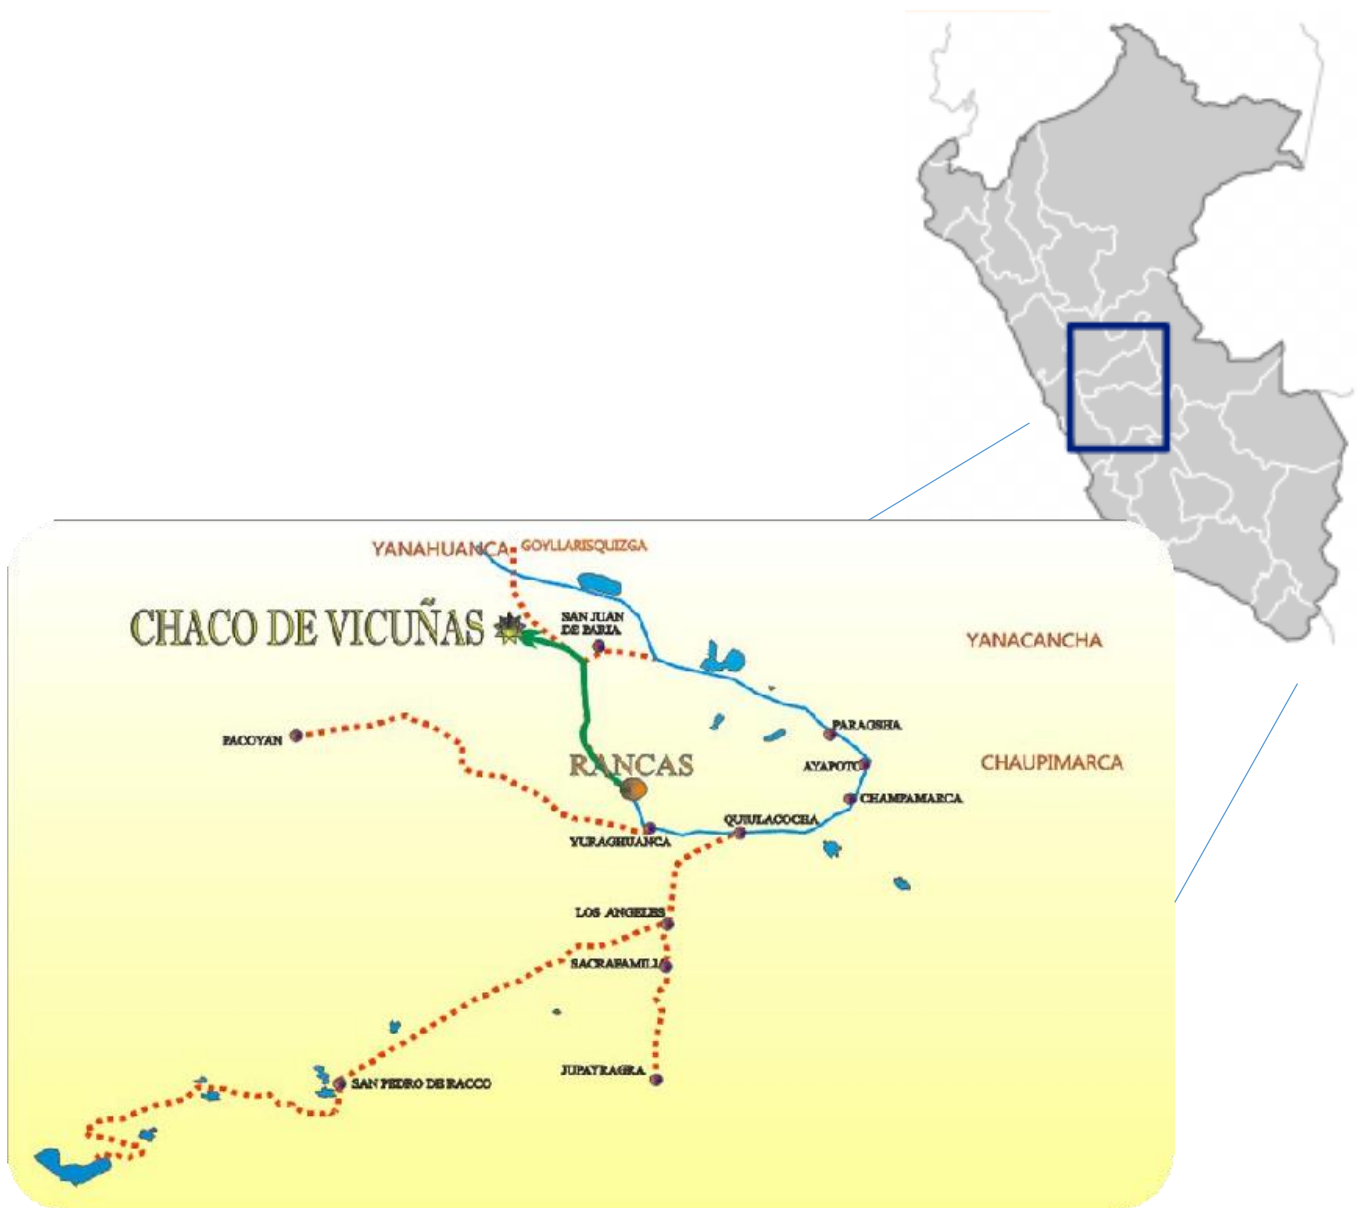 YANAHUANCA
GOYLLARISQUIZGA
CHACO DE VICUÑAS
SAN JUAN
DE PARIA
YANACANCHA
PACOYAN
PARAGSHA
RANCAS
AYAPOTO
CHAUPIMARCA
CHAMPAMARCA
QUIULACOCHA
YURAGHUANCA
LOS ANGELES
SACRAFAMILIA
JUPAYRAGRA
SAN PEDRO DE RACCO